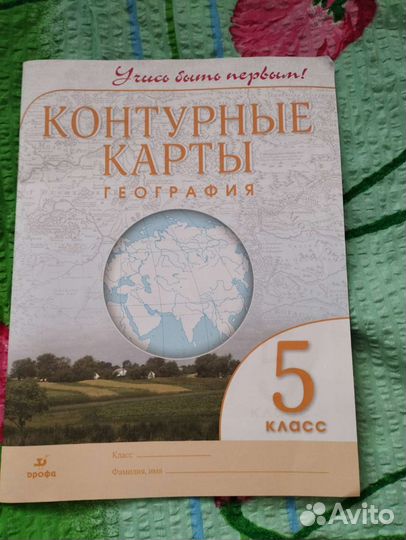 Учись быть первым!
КОНТУРНЫЕ
КАРТЫ
ГЕОГРАФИЯ
5
КЛАСС
Класс
Фамилия, имя
дрофа
Avito